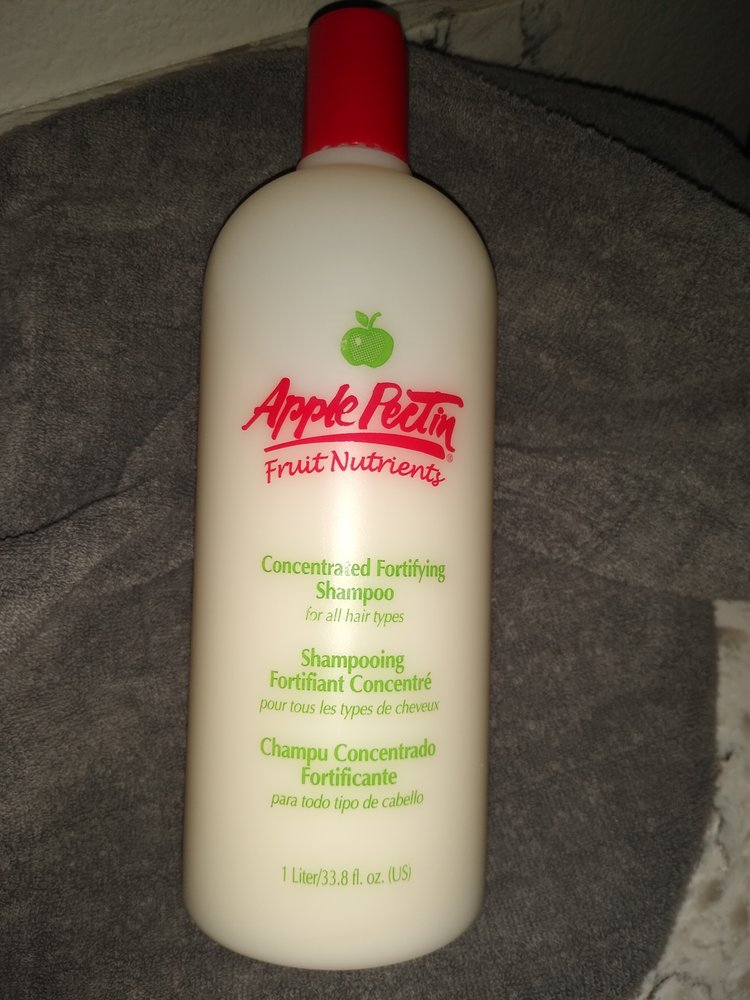 Apple Pectin®
Fruit Nutrients
Concentrated Fortifying
Shampoo
for all hair types
Shampooing
Fortifiant Concentré
pour tous les types de cheveux
Champu Concentrado
Fortificante
para todo tipo de cabello
1 Liter/33.8 fl. oz. (US)